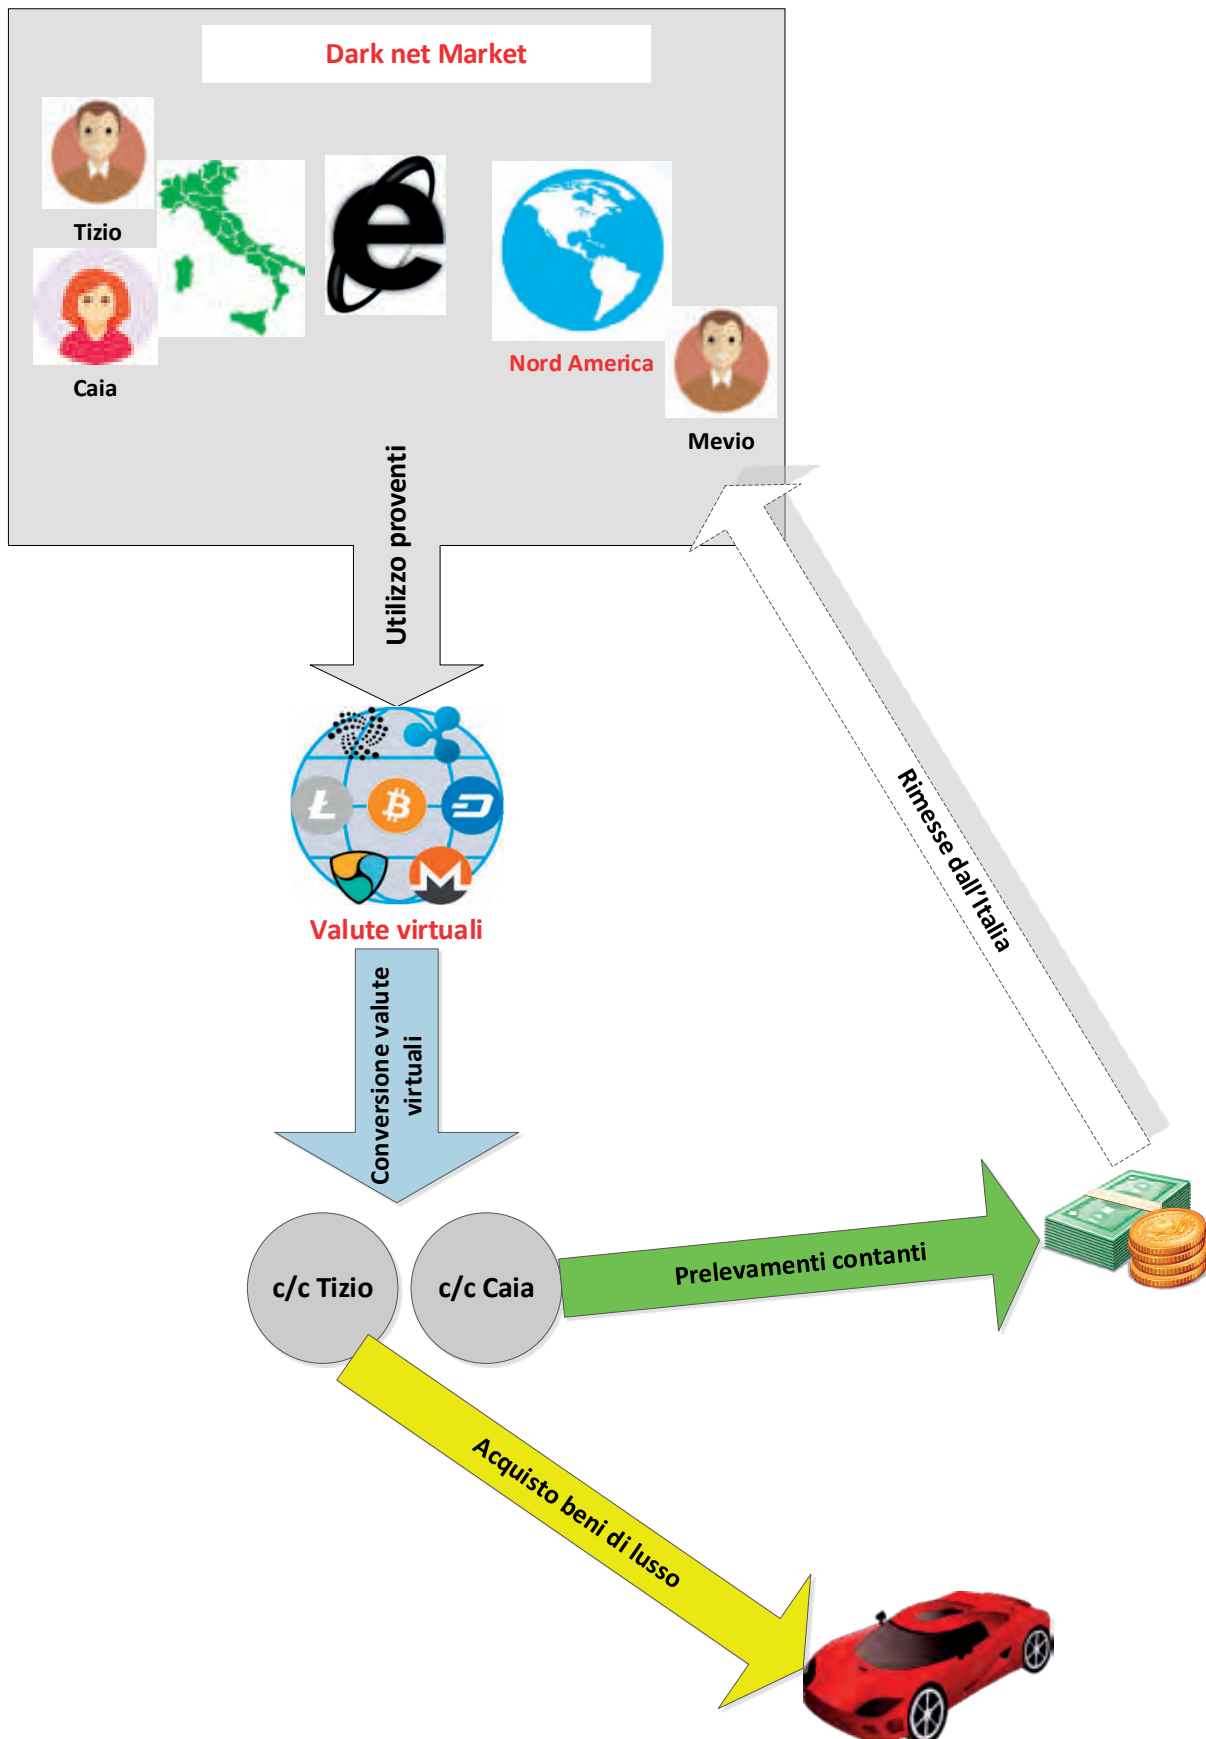 Dark net Market
Tizio
Caia
Nord America
Mevio
Utilizzo proventi
Rimesse dall'Italia
Valute virtuali
Conversione valute
virtuali
c/c Tizio
c/c Caia
Prelevamenti contanti
Acquisto beni di lusso